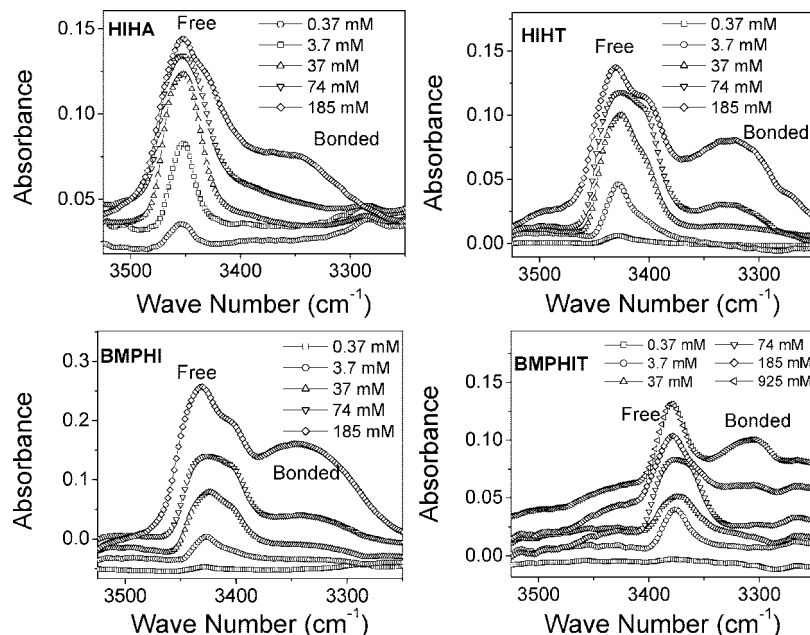 HIHA
Free
0.37 mM
3.7 mM
37 mM
74 mM
185 mM
Bonded
0.15
0.10
0.05
Absorbance
3500
3400
3300
Wave Number (cm⁻¹)
HIHT
Free
0.37 mM
3.7 mM
37 mM
74 mM
185 mM
Bonded
0.15
0.10
0.05
0.00
Absorbance
3500
3400
3300
Wave Number (cm⁻¹)
BMPHI
Free
0.37 mM
3.7 mM
37 mM
74 mM
185 mM
Bonded
0.3
0.2
0.1
0.0
Absorbance
3500
3400
3300
Wave Number (cm⁻¹)
0.37 mM 74 mM
3.7 mM 185 mM
37 mM 925 mM
BMPHIT
Free
Bonded
0.15
0.10
0.05
0.00
Absorbance
3500
3400
3300
Wave Number (cm⁻¹)